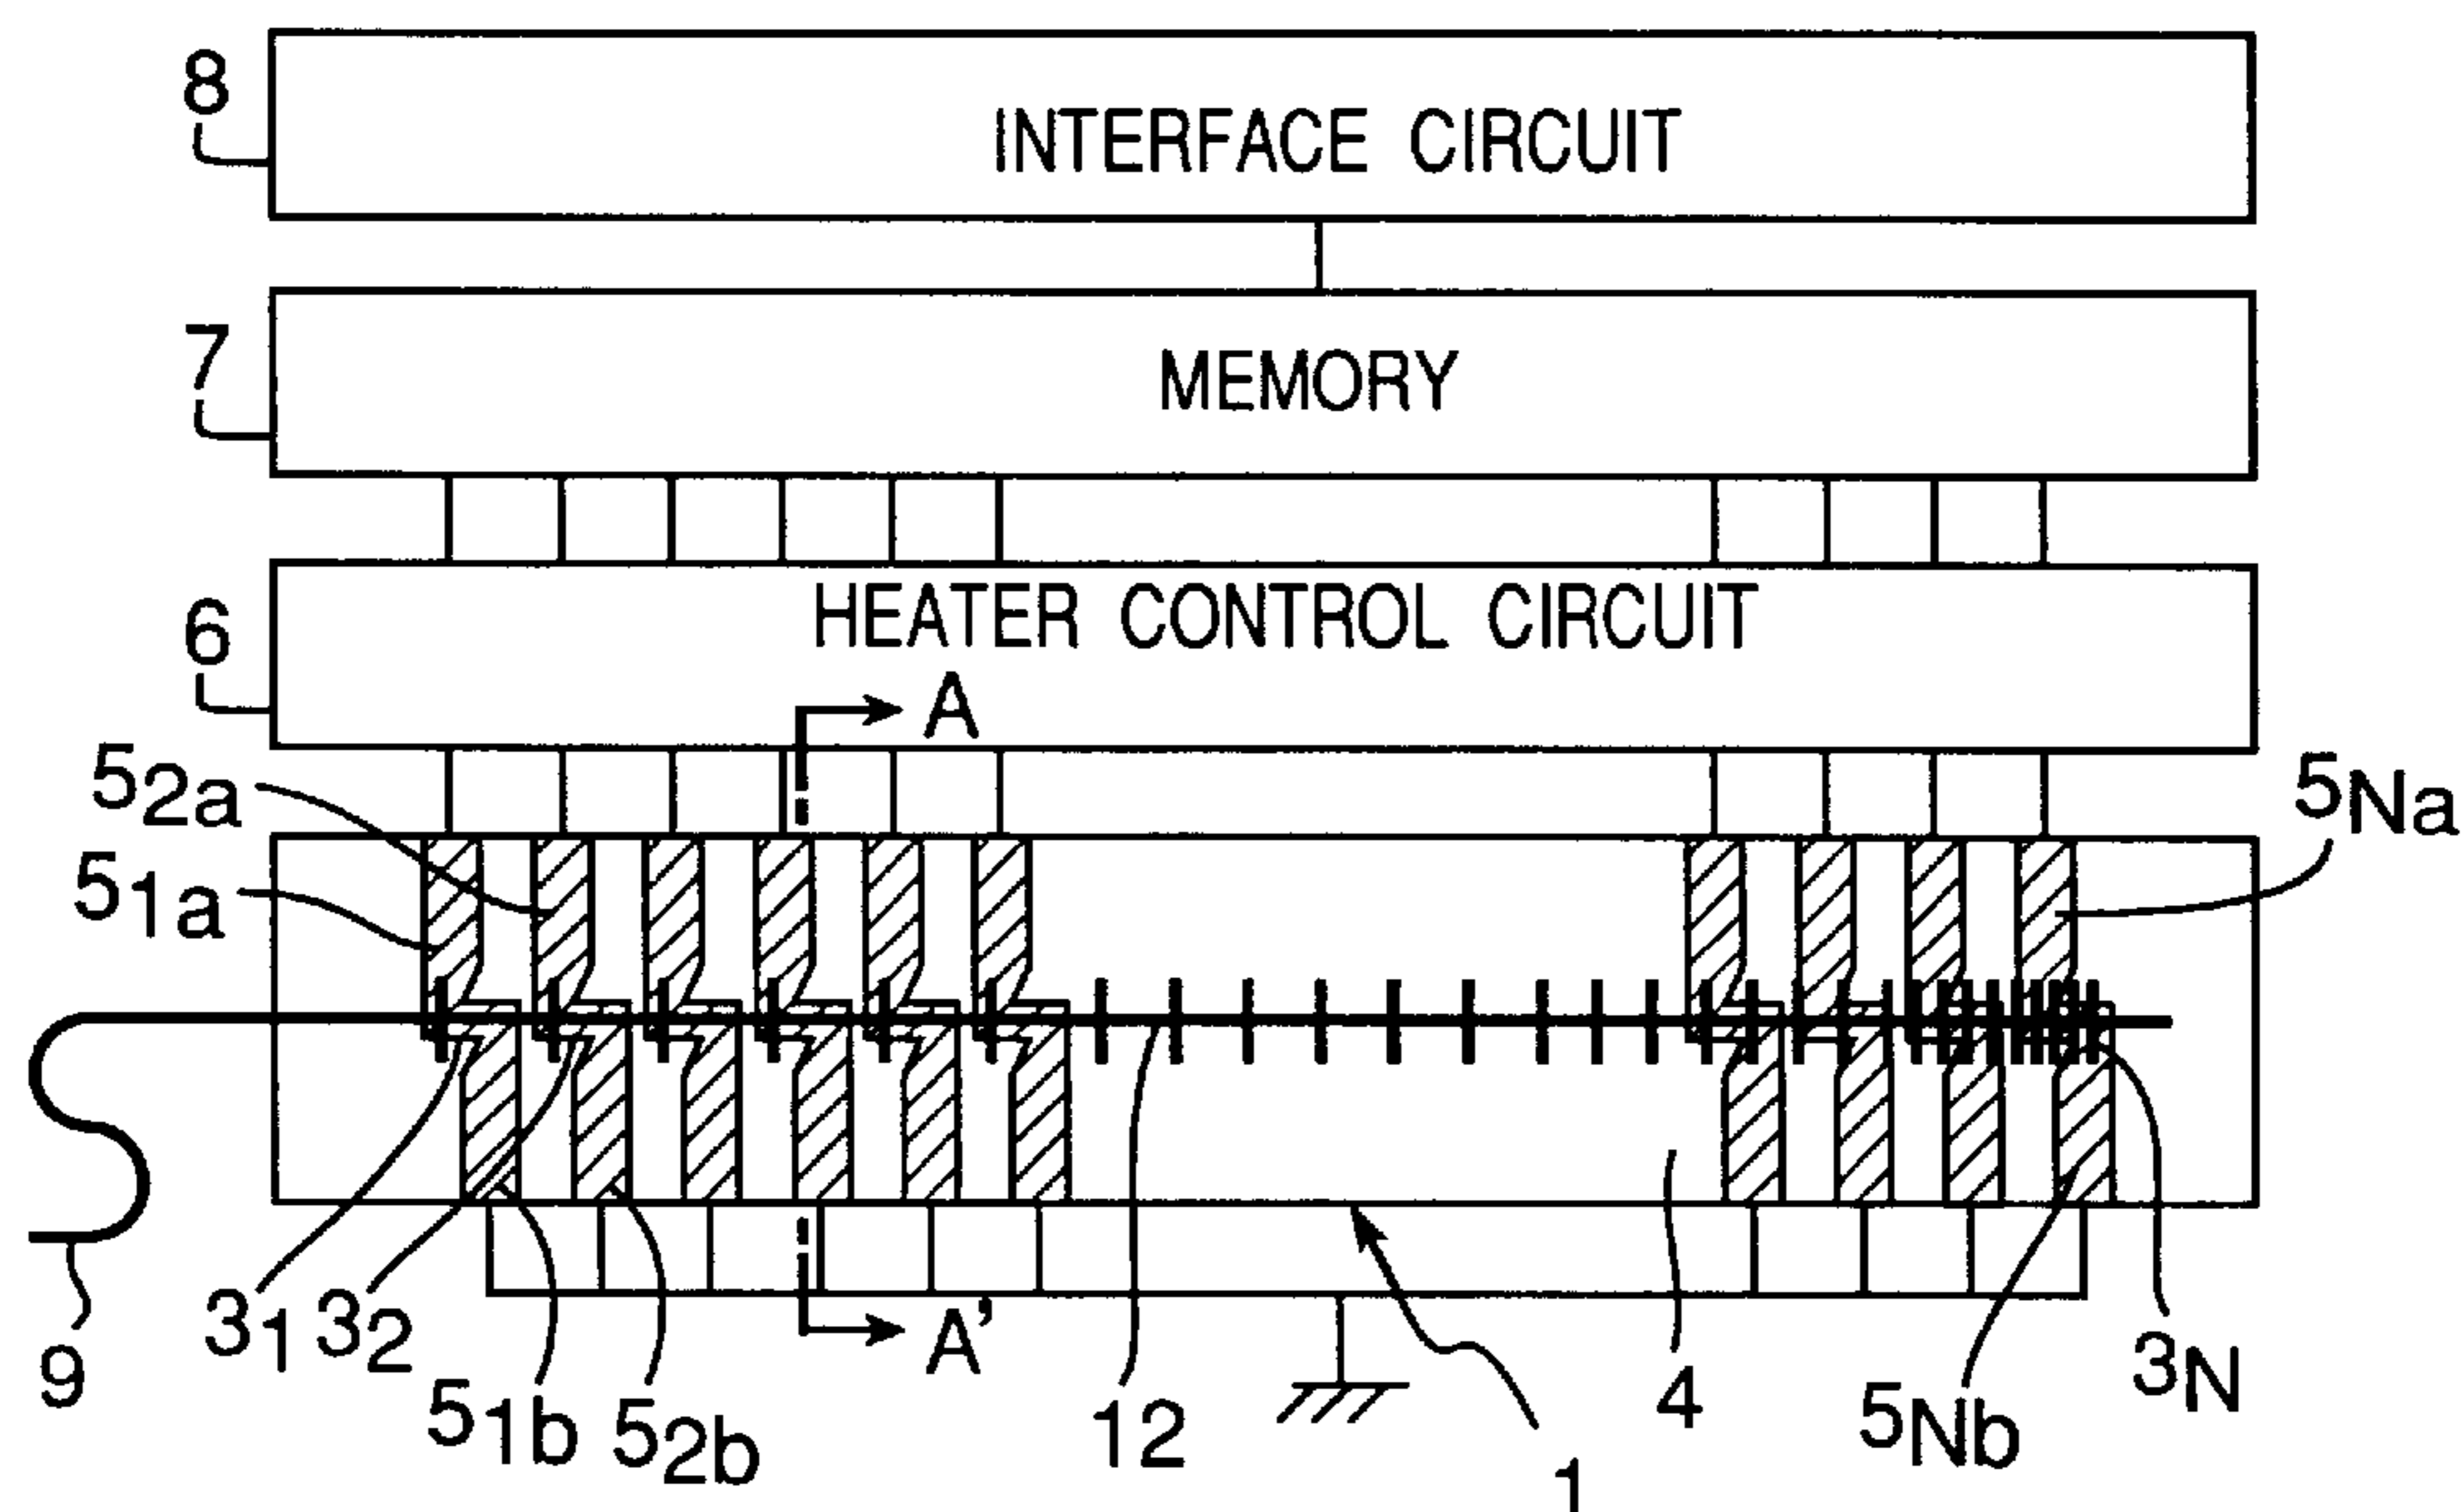 8
INTERFACE CIRCUIT
7
MEMORY
6
HEATER CONTROL CIRCUIT
A
52a
5Na
51a
31
32
A'
9
51b
52b
12
4
5Nb
3N
1